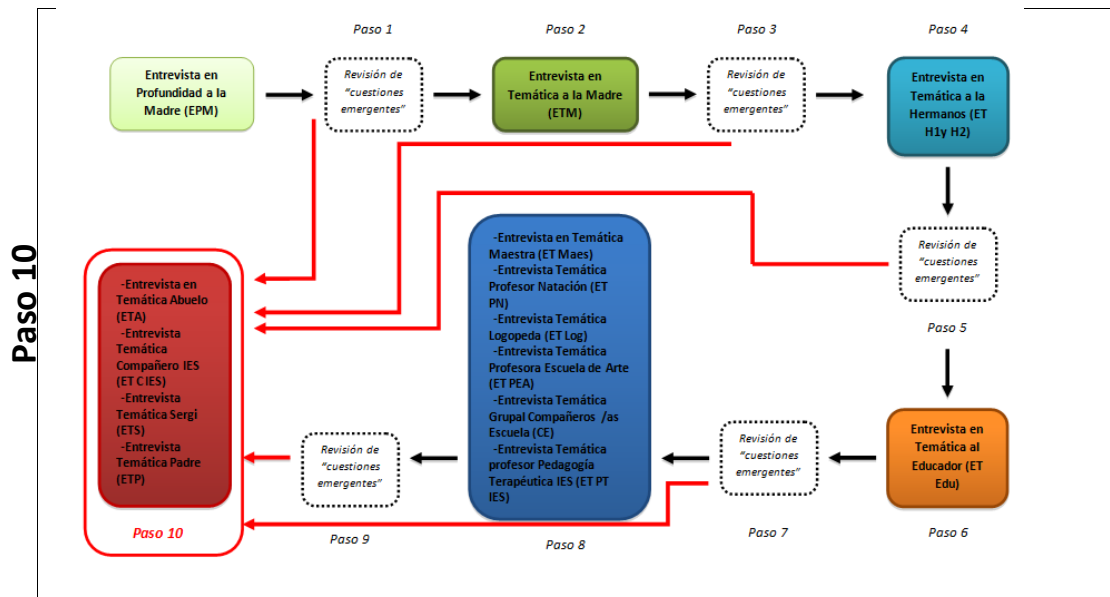 Paso 10
Paso 1
Paso 2
Paso 3
Paso 4
Entrevista en
Profundidad a la
Madre (EPM)
Revisión de
“cuestiones
emergentes”
Entrevista en
Temática a la Madre
(ETM)
Revisión de
“cuestiones
emergentes”
Entrevista en
Temática a la
Hermanos (ET
H1y H2)
Revisión de
“cuestiones
emergentes”
Paso 5
Entrevista en
Temática al
Educador (ET
Edu)
Paso 6
Revisión de
“cuestiones
emergentes”
Paso 7
-Entrevista en Temática
Maestra (ET Maes)
-Entrevista Temática
Profesor Natación (ET
PN)
-Entrevista Temática
Logopeda (ET Log)
-Entrevista Temática
Profesora Escuela de Arte
(ET PEA)
-Entrevista Temática
Grupal Compañeros /as
Escuela (CE)
-Entrevista Temática
profesor Pedagogía
Terapéutica IES (ET PT
IES)
Paso 8
Revisión de
“cuestiones
emergentes”
Paso 9
-Entrevista en
Temática Abuelo
(ETA)
-Entrevista
Temática
Compañero IES
(ET C IES)
-Entrevista
Temática Sergi
(ETS)
-Entrevista
Temática Padre
(ETP)
Paso 10